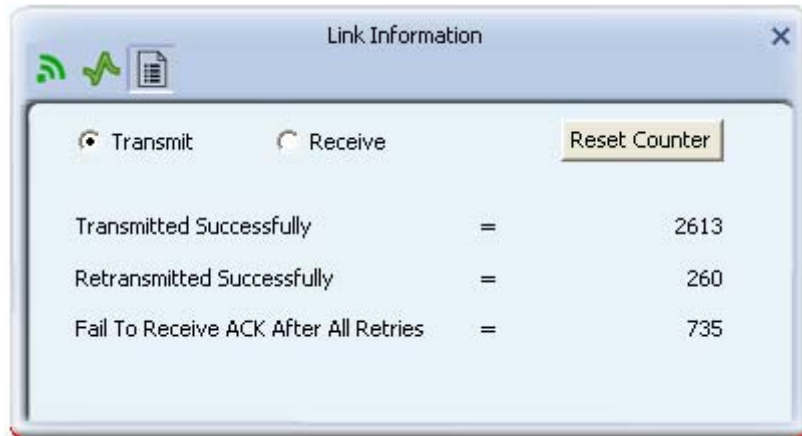 Link Information
Transmit Receive Reset Counter
Transmitted Successfully = 2613
Retransmitted Successfully = 260
Fail To Receive ACK After All Retries = 735